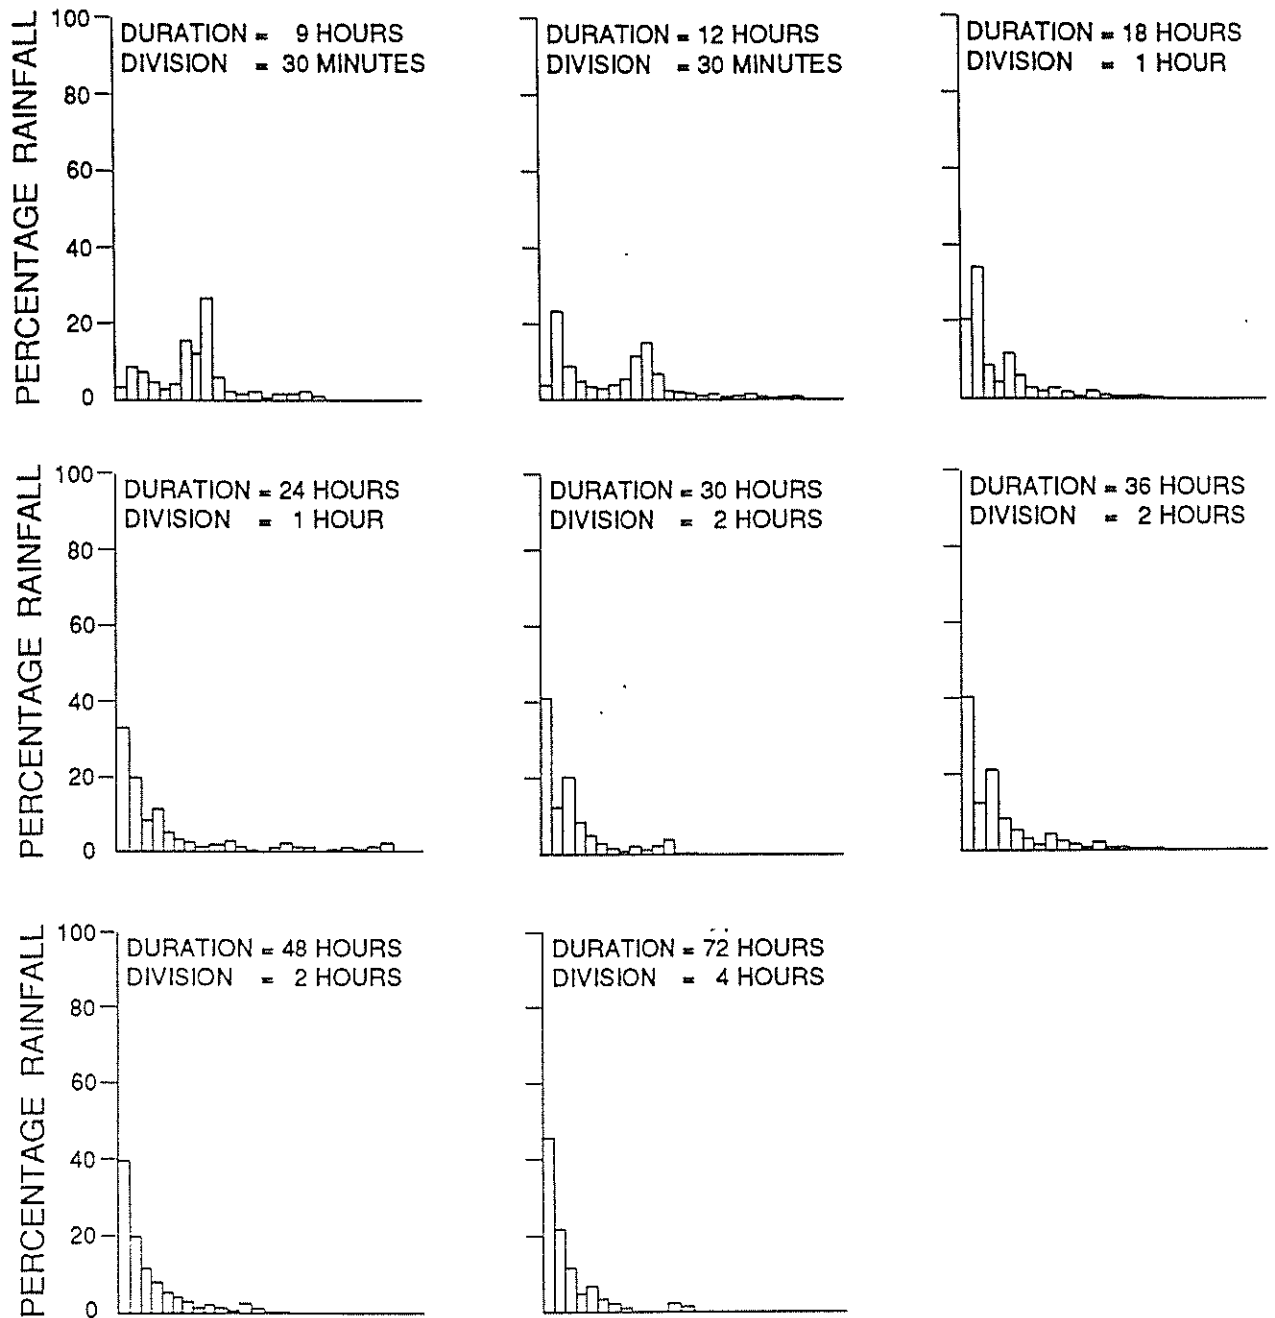 PERCENTAGE RAINFALL
100
80
60
40
20
0
DURATION = 9 HOURS
DIVISION = 30 MINUTES
DURATION = 12 HOURS
DIVISION = 30 MINUTES
DURATION = 18 HOURS
DIVISION = 1 HOUR
PERCENTAGE RAINFALL
100
80
60
40
20
0
DURATION = 24 HOURS
DIVISION = 1 HOUR
DURATION = 30 HOURS
DIVISION = 2 HOURS
DURATION = 36 HOURS
DIVISION = 2 HOURS
PERCENTAGE RAINFALL
100
80
60
40
20
0
DURATION = 48 HOURS
DIVISION = 2 HOURS
DURATION = 72 HOURS
DIVISION = 4 HOURS